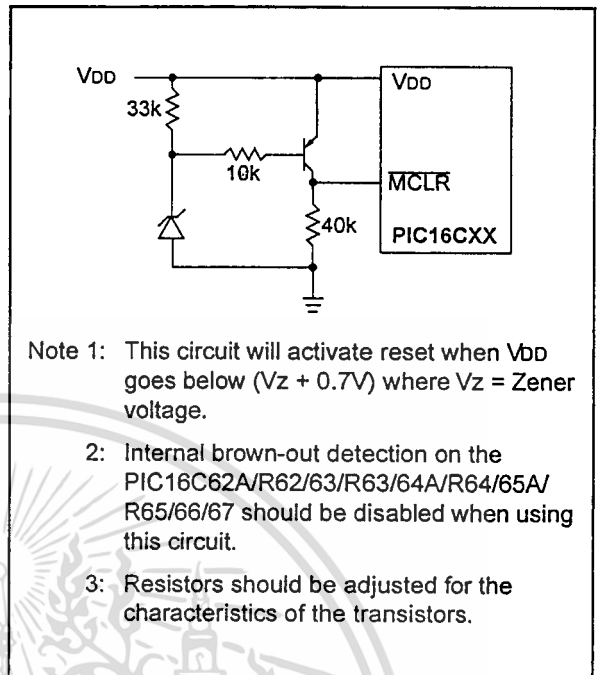 VDD
VDD
33k
10k
MCLR
40k
PIC16CXX
Note 1: This circuit will activate reset when VDD
goes below (Vz + 0.7V) where Vz = Zener
voltage.
2: Internal brown-out detection on the
PIC16C62A/R62/63/R63/64A/R64/65A/
R65/66/67 should be disabled when using
this circuit.
3: Resistors should be adjusted for the
characteristics of the transistors.